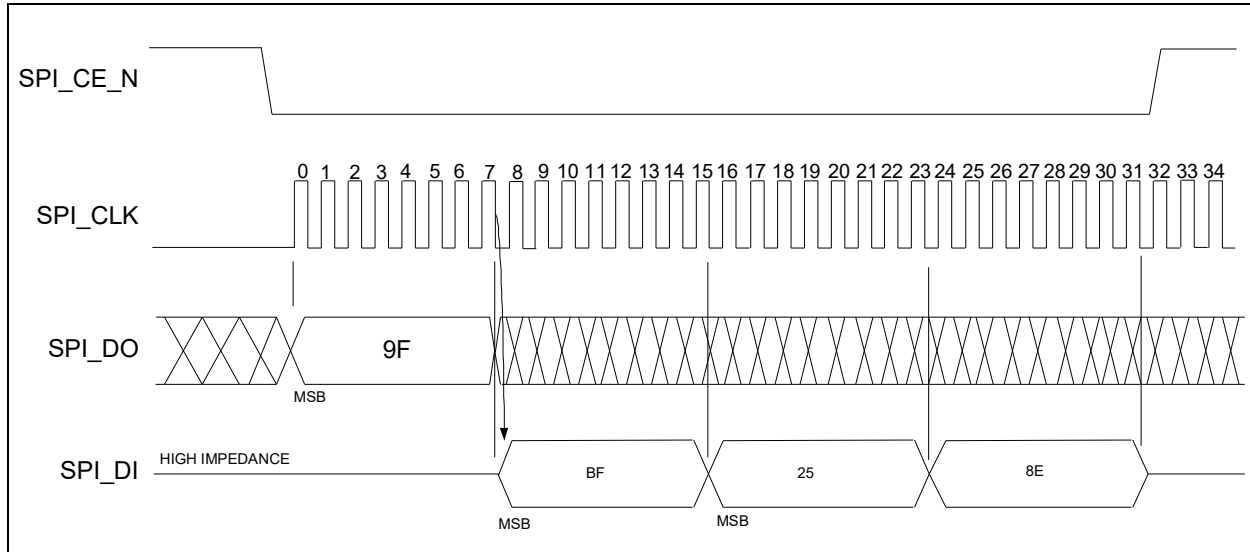 SPI_CE_N
0 1 2 3 4 5 6 7 8 9 10 11 12 13 14 15 16 17 18 19 20 21 22 23 24 25 26 27 28 29 30 31 32 33 34
SPI_CLK
SPI_DO
9F
MSB
HIGH IMPEDANCE
SPI_DI
BF
25
8E
MSB
MSB